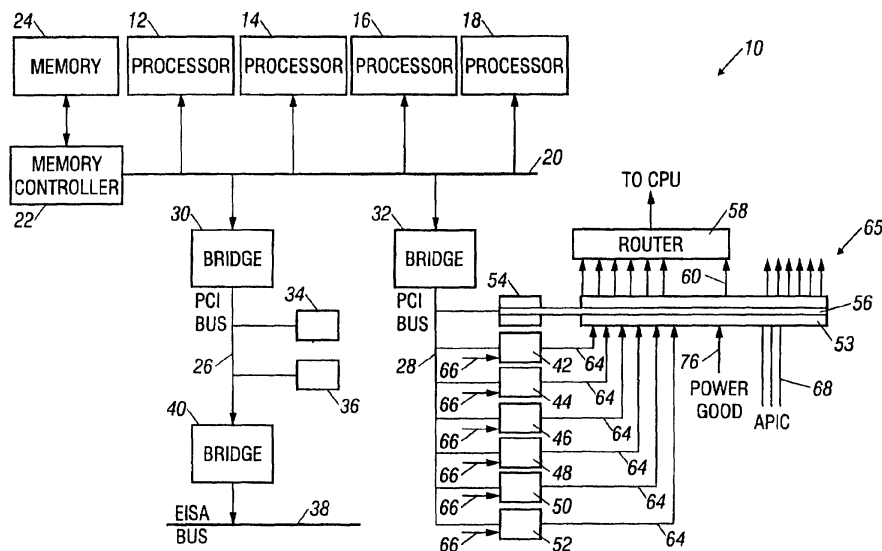 24 12 14 16 18
MEMORY PROCESSOR PROCESSOR PROCESSOR PROCESSOR
10
MEMORY
CONTROLLER
22
20
TO CPU
30 32 58
BRIDGE BRIDGE ROUTER
65
60
PCI
BUS
34
PCI
BUS
54
56
53
26
36
28
66 42 64
76
POWER
GOOD
68
APIC
66 44 64
66 46 64
66 48 64
66 50 64
66 52 64
40
BRIDGE
EISA
BUS
38